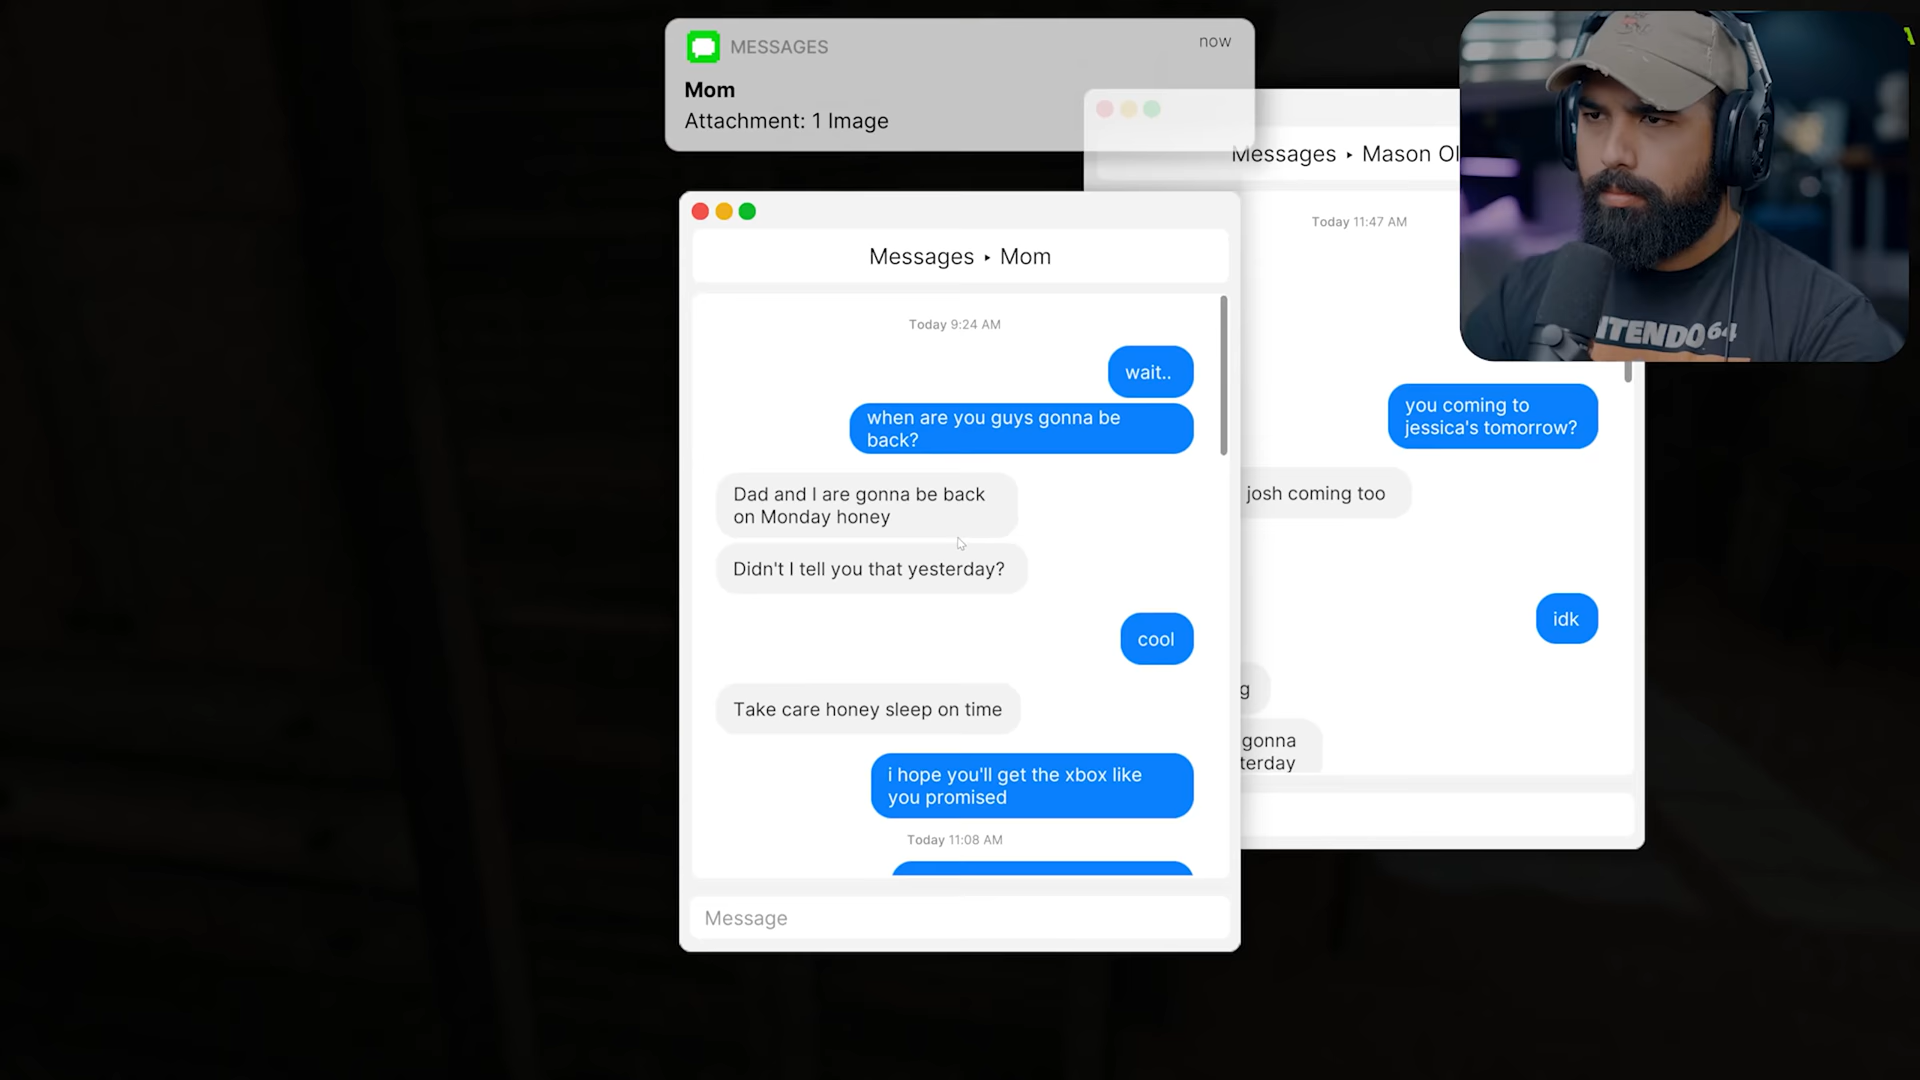 MESSAGES
now
Mom
Attachment: 1 Image
Messages ‣ Mason Ol
Today 11:47 AM
you coming to
jessica's tomorrow?
josh coming too
idk
g
gonna
terday
Messages ‣ Mom
Today 9:24 AM
wait..
when are you guys gonna be
back?
Dad and I are gonna be back
on Monday honey
Didn't I tell you that yesterday?
cool
Take care honey sleep on time
i hope you'll get the xbox like
you promised
Today 11:08 AM
Message
NTENDO 64